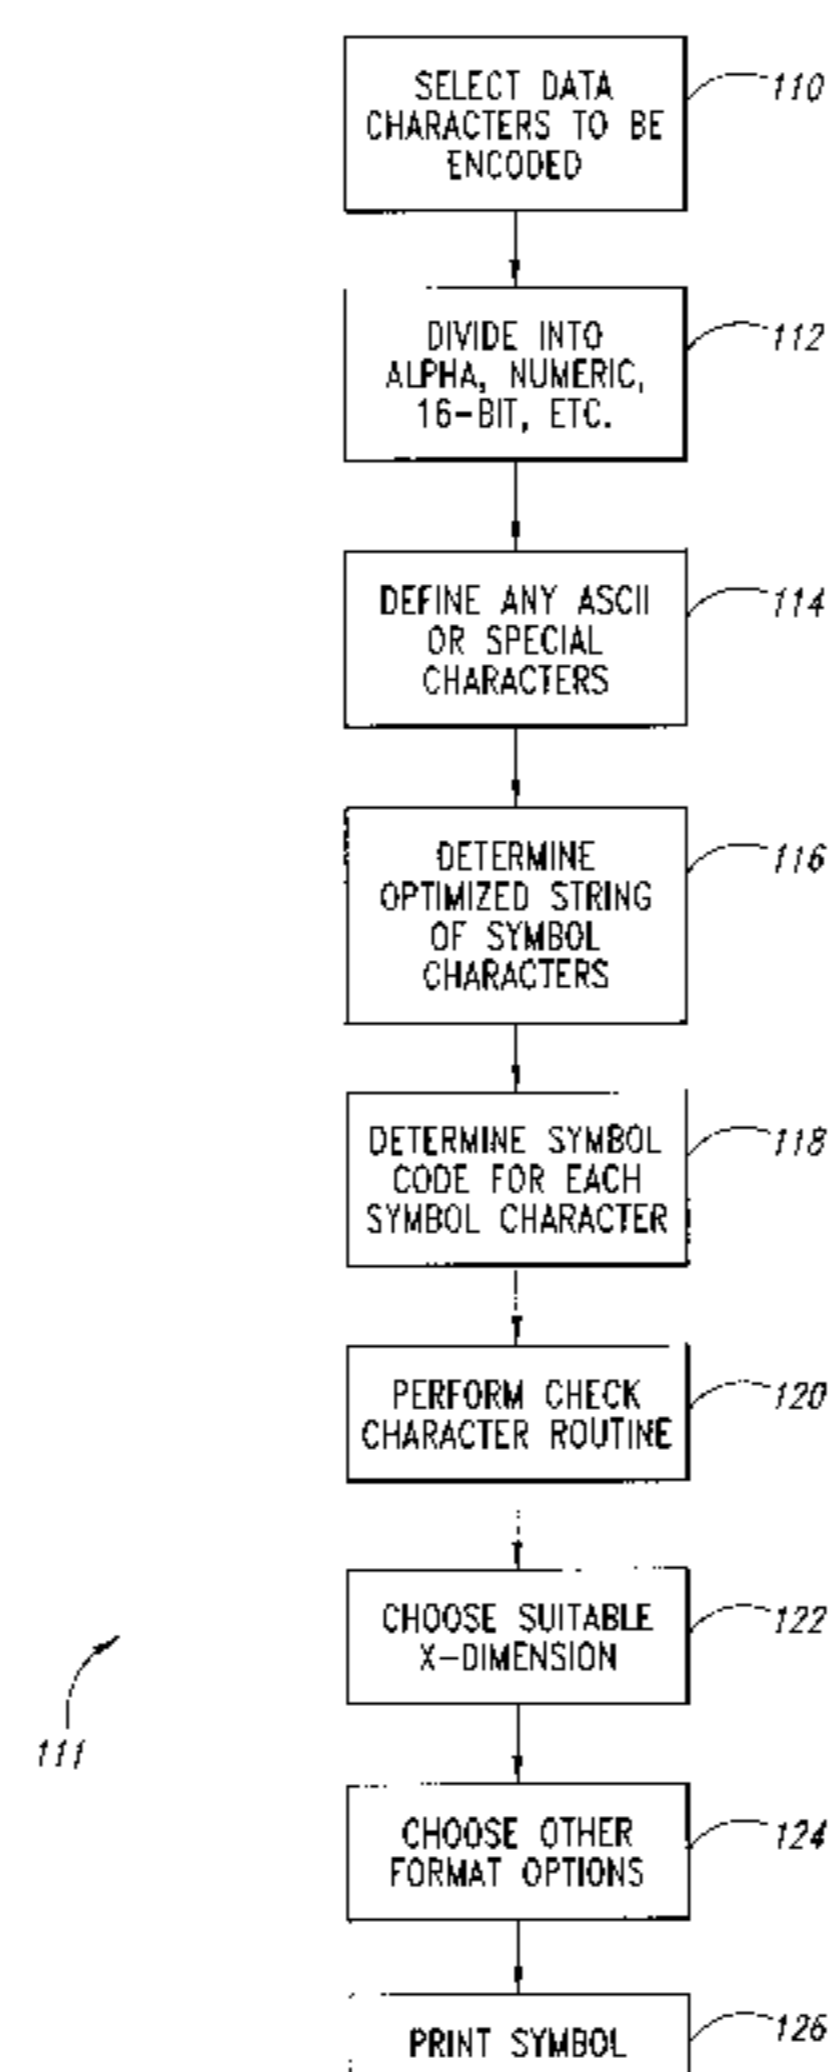 SELECT DATA
CHARACTERS TO BE
ENCODED
110
DIVIDE INTO
ALPHA, NUMERIC,
16-BIT, ETC.
112
DEFINE ANY ASCII
OR SPECIAL
CHARACTERS
114
DETERMINE
OPTIMIZED STRING
OF SYMBOL
CHARACTERS
116
DETERMINE SYMBOL
CODE FOR EACH
SYMBOL CHARACTER
118
PERFORM CHECK
CHARACTER ROUTINE
120
CHOOSE SUITABLE
X-DIMENSION
122
111
CHOOSE OTHER
FORMAT OPTIONS
124
PRINT SYMBOL
126